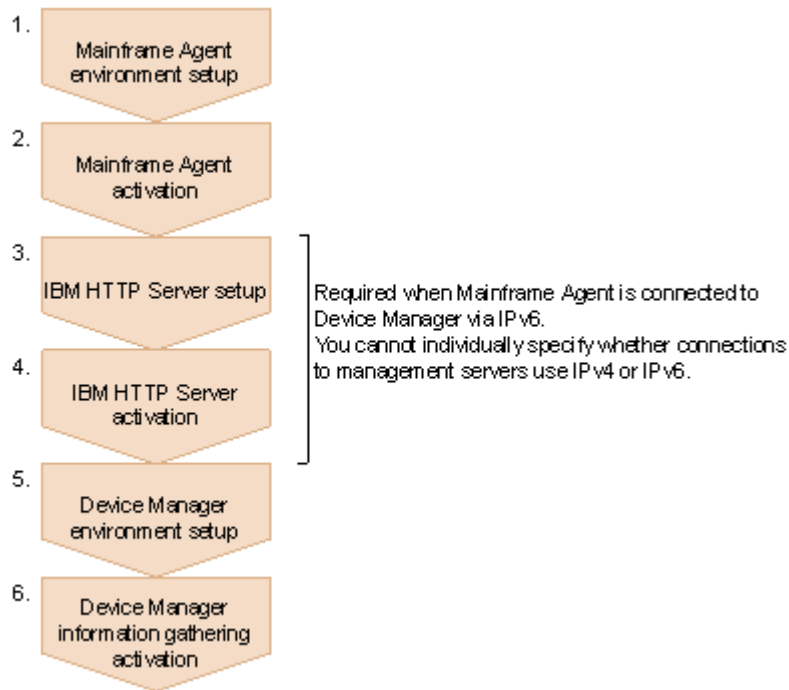 1.
Mainframe Agent
environment setup
2.
Mainframe Agent
activation
3.
IBM HTTP Server setup
Required when Mainframe Agent is connected to
Device Manager via IPv6.
You cannot individually specify whether connections
to management servers use IPv4 or IPv6.
4.
IBM HTTP Server
activation
5.
Device Manager
environment setup
6.
Device Manager
information gathering
activation